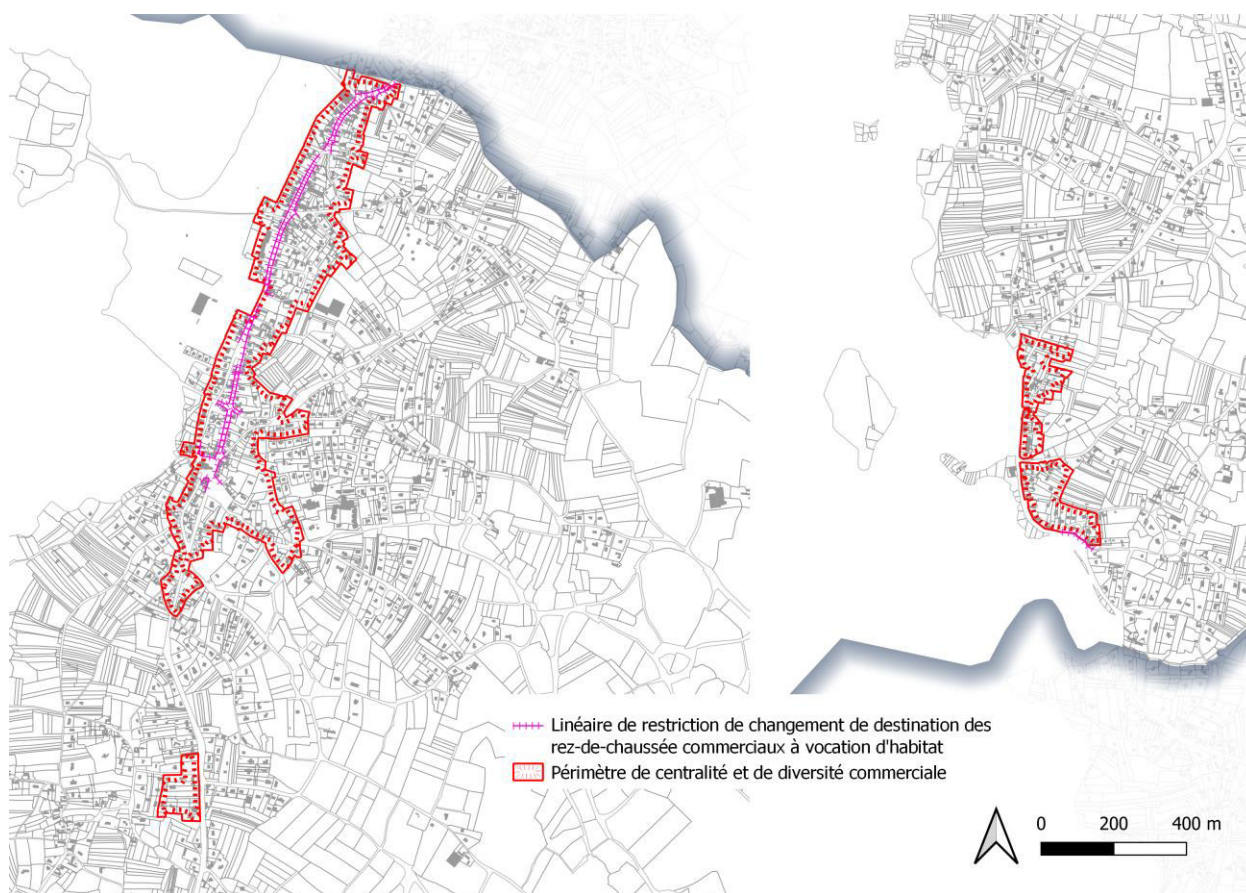 Linéaire de restriction de changement de destination des
rez-de-chaussée commerciaux à vocation d'habitat
Périmètre de centralité et de diversité commerciale
0 200 400 m